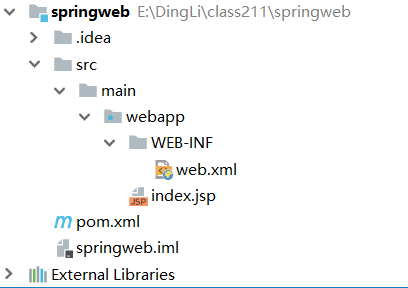 springweb E:\DingLi\class211\springweb
.idea
src
main
webapp
WEB-INF
web.xml
JSP index.jsp
m pom.xml
springweb.iml
External Libraries